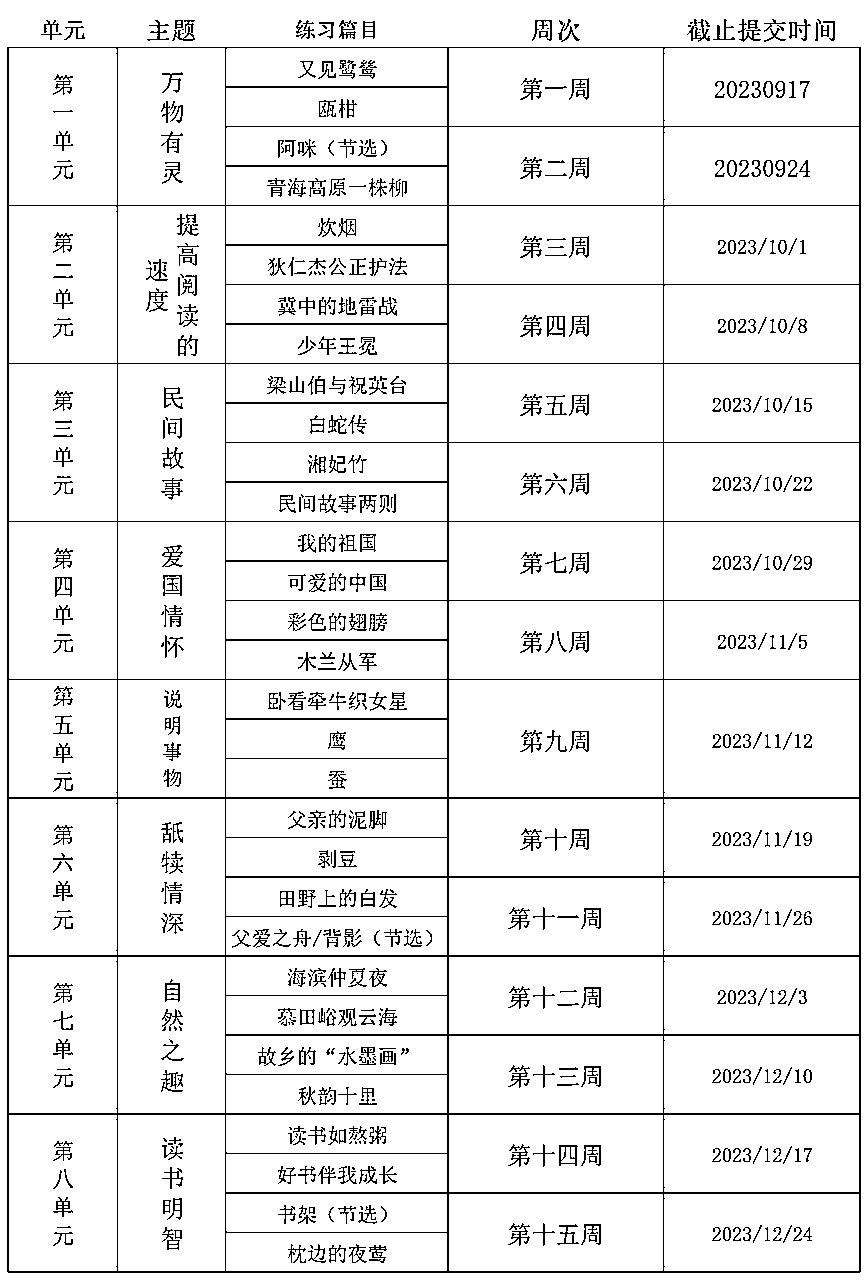 单元 主题 练习篇目 周次 截止提交时间
第一单元 万物有灵 又见鹭鸶 第一周 20230917
瓯柑
阿咪（节选） 第二周 20230924
青海高原一株柳
第二单元 提高阅读的速度 炊烟 第三周 2023/10/1
狄仁杰公正护法
冀中的地雷战 第四周 2023/10/8
少年王冕
第三单元 民间故事 梁山伯与祝英台 第五周 2023/10/15
白蛇传
湘妃竹 第六周 2023/10/22
民间故事两则
第四单元 爱国情怀 我的祖国 第七周 2023/10/29
可爱的中国
彩色的翅膀 第八周 2023/11/5
木兰从军
第五单元 说明事物 卧看牵牛织女星 第九周 2023/11/12
鹰
蚕
第六单元 舐犊情深 父亲的泥脚 第十周 2023/11/19
剥豆
田野上的白发 第十一周 2023/11/26
父爱之舟/背影（节选）
第七单元 自然之趣 海滨仲夏夜 第十二周 2023/12/3
慕田峪观云海
故乡的“水墨画” 第十三周 2023/12/10
秋韵十里
第八单元 读书明智 读书如熬粥 第十四周 2023/12/17
好书伴我成长
书架（节选） 第十五周 2023/12/24
枕边的夜莺